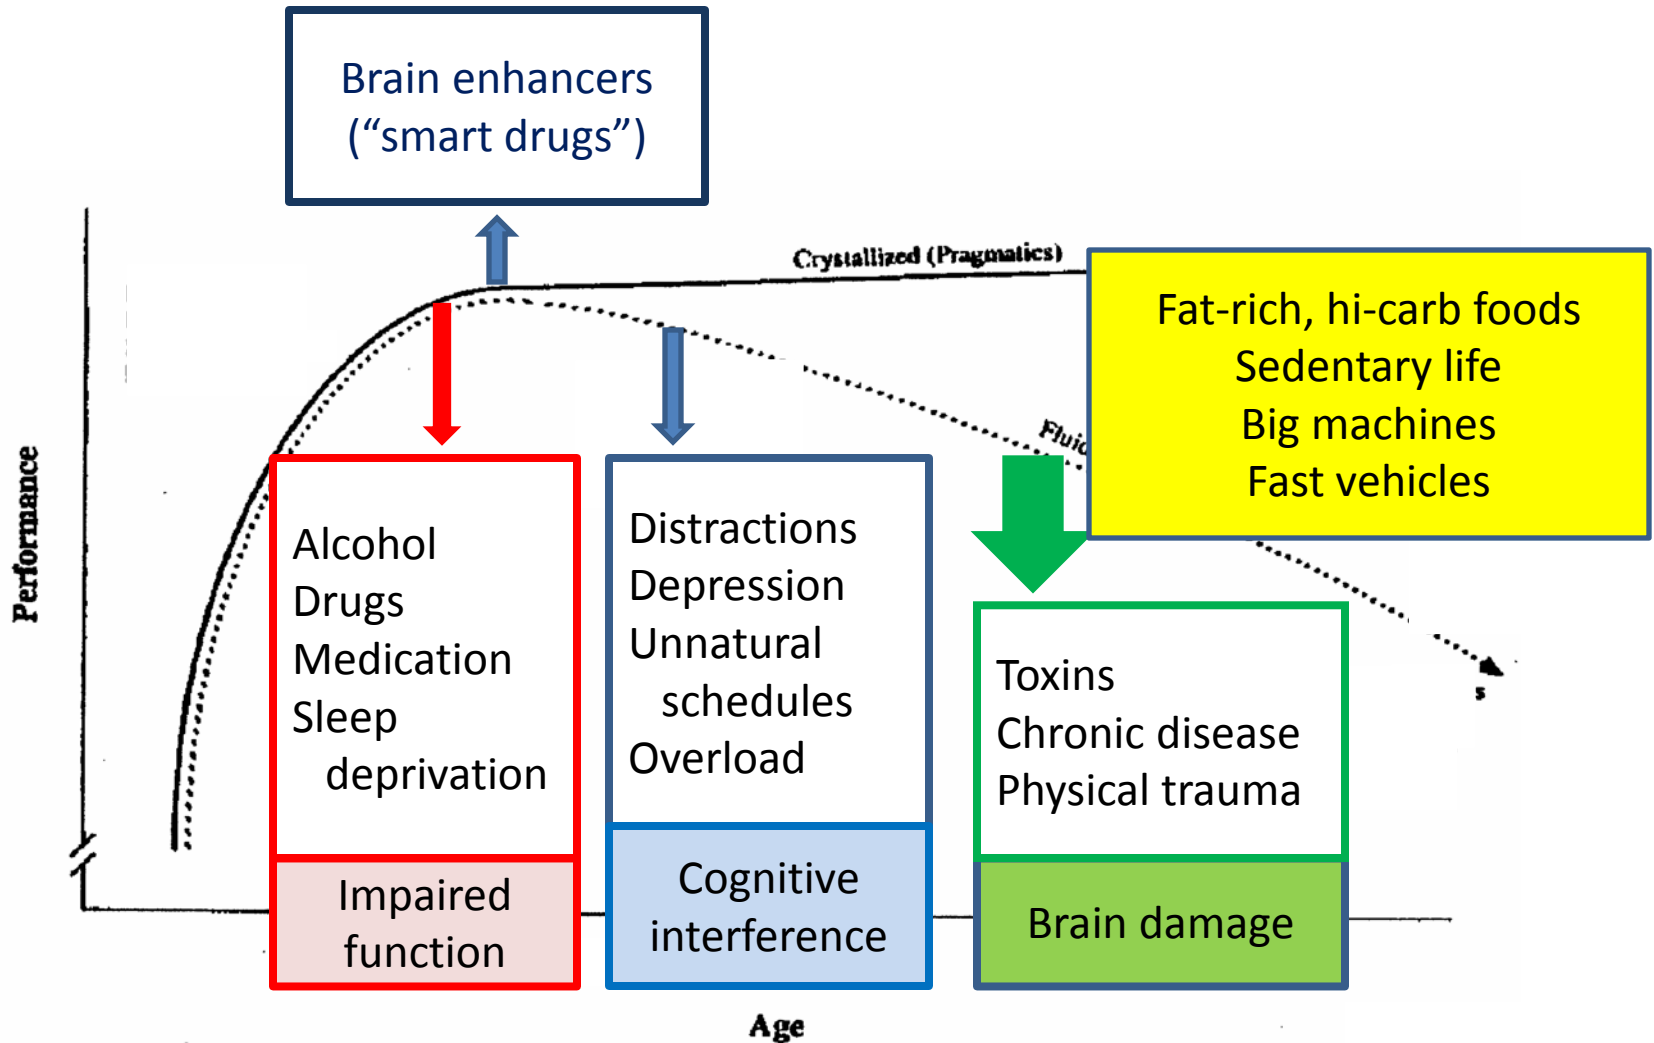 Brain enhancers
(“smart drugs”)
Crystallized (Pragmatics)
Fat-rich, hi-carb foods
Sedentary life
Big machines
Fast vehicles
Fluid
Performance
Alcohol
Drugs
Medication
Sleep
deprivation
Impaired
function
Distractions
Depression
Unnatural
schedules
Overload
Cognitive
interference
Toxins
Chronic disease
Physical trauma
Brain damage
s
Age